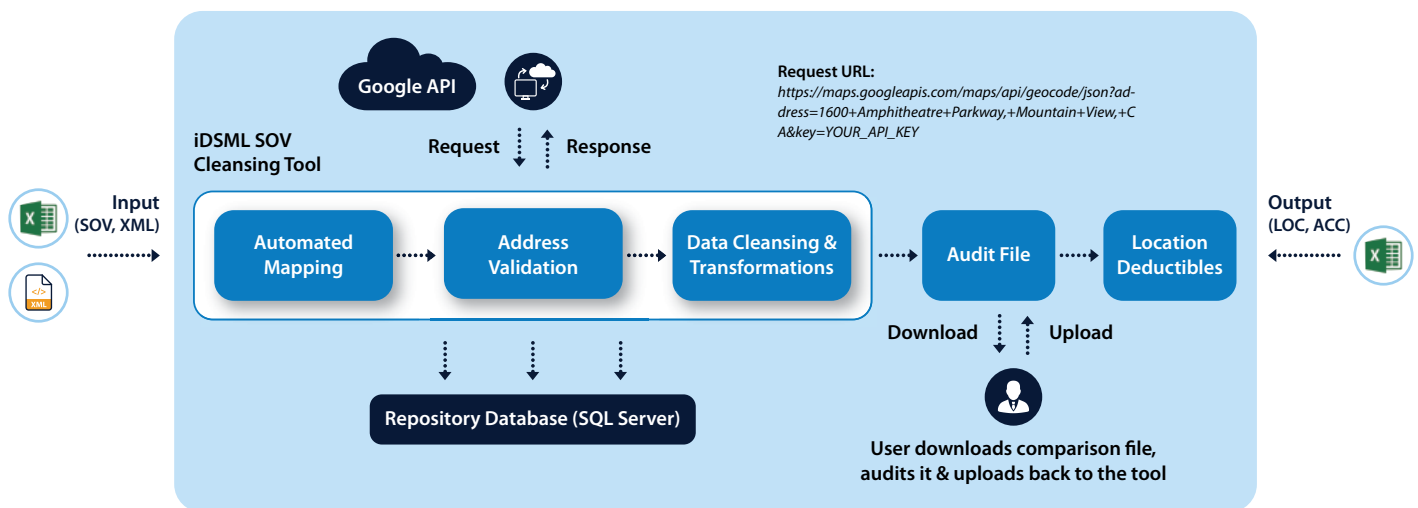 Google API
Request URL:
https://maps.googleapis.com/maps/api/geocode/json?ad-
dress=1600+Amphitheatre+Parkway,+Mountain+View,+C
A&key=YOUR_API_KEY
iDSML SOV
Cleansing Tool
Request
Response
Input
(SOV, XML)
</>
XML
Automated
Mapping
Address
Validation
Data Cleansing &
Transformations
Audit File
Location
Deductibles
Output
(LOC, ACC)
X
X
Download
Upload
Repository Database (SQL Server)
User downloads comparison file,
audits it & uploads back to the tool